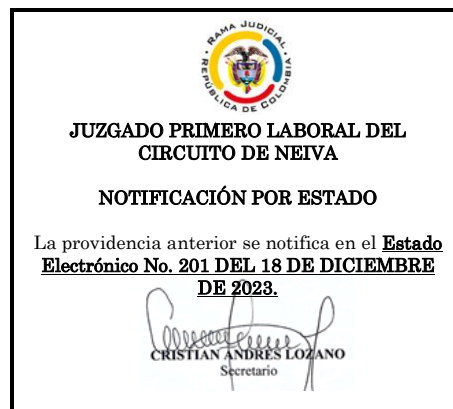 RAMA JUDICIAL
REPÚBLICA DE COLOMBIA
JUZGADO PRIMERO LABORAL DEL
CIRCUITO DE NEIVA
NOTIFICACIÓN POR ESTADO
La providencia anterior se notifica en el Estado
Electrónico No. 201 DEL 18 DE DICIEMBRE
DE 2023.
CRISTIAN ANDRES LOZANO
Secretario